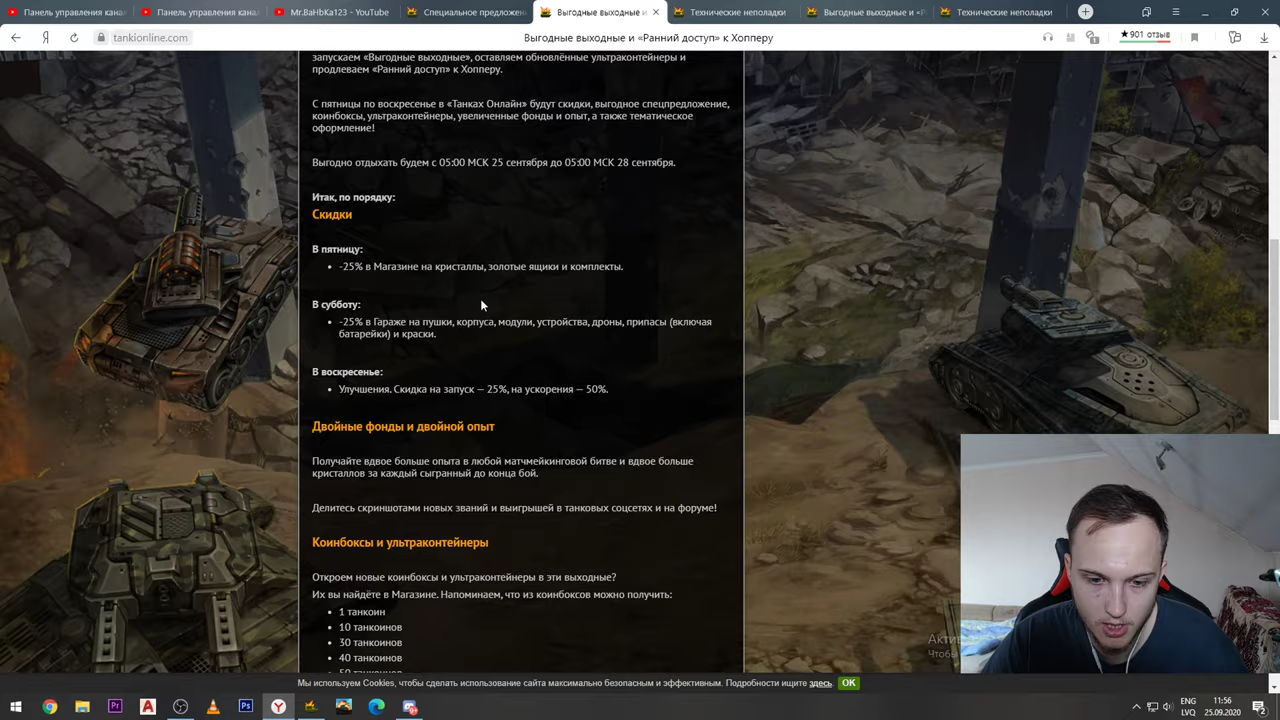 Панель управления кана
Панель управления кана
Mr.BaHbKa123 - YouTube
Специальное предложен
Выгодные выходные и
Технические неполадки
Выгодные выходные и «Р
Технические неполадки
tankionline.com
Выгодные выходные и «Ранний доступ» к Хопперу
★901 отзыв
запускаем «Выгодные выходные», оставляем обновлённые ультраконтейнеры и
продлеваем «Ранний доступ» к Хопперу.
С пятницы по воскресенье в «Танках Онлайн» будут скидки, выгодное спецпредложение,
коинбоксы, ультраконтейнеры, увеличенные фонды и опыт, а также тематическое
оформление!
Выгодно отдыхать будем с 05:00 МСК 25 сентября до 05:00 МСК 28 сентября.
Итак, по порядку:
Скидки
В пятницу:
-25% в Магазине на кристаллы, золотые ящики и комплекты.
В субботу:
-25% в Гараже на пушки, корпуса, модули, устройства, дроны, припасы (включая
батарейки) и краски.
В воскресенье:
Улучшения. Скидка на запуск — 25%, на ускорения — 50%.
Двойные фонды и двойной опыт
Получайте вдвое больше опыта в любой матчмейкинговой битве и вдвое больше
кристаллов за каждый сыгранный до конца бой.
Делитесь скриншотами новых званий и выигрышей в танковых соцсетях и на форуме!
Коинбоксы и ультраконтейнеры
Откроем новые коинбоксы и ультраконтейнеры в эти выходные?
Их вы найдёте в Магазине. Напоминаем, что из коинбоксов можно получить:
1 танкоин
10 танкоинов
30 танкоинов
40 танкоинов
50 танкоинов
Акти
Чтобы
Мы используем Cookies, чтобы сделать использование сайта максимально безопасным и эффективным. Подробности ищите здесь
OK
ENG
LVQ
11:56
25.09.2020
2